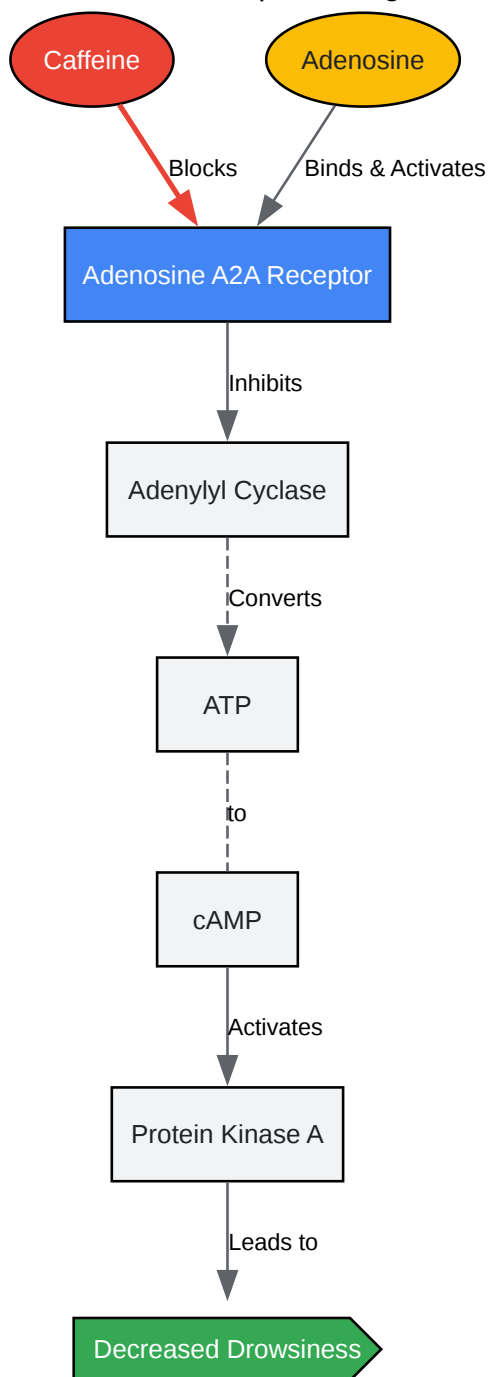 Caffeine
Adenosine
Blocks
Binds & Activates
Adenosine A2A Receptor
Inhibits
Adenylyl Cyclase
Converts
ATP
to
cAMP
Activates
Protein Kinase A
Leads to
Decreased Drowsiness